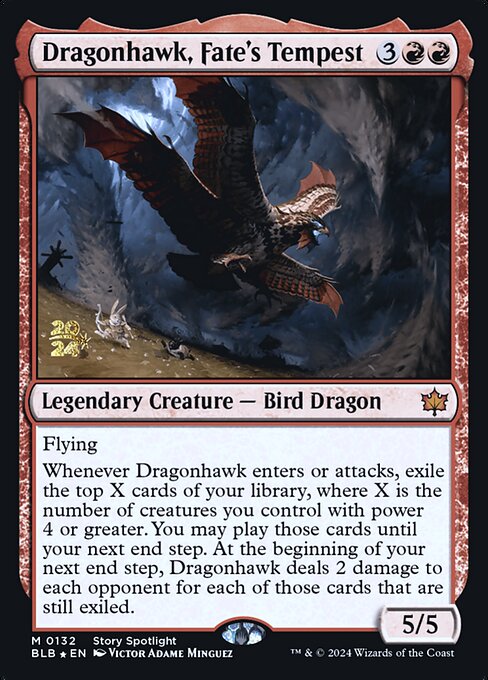 Dragonhawk, Fate's Tempest 3
2024
Legendary Creature — Bird Dragon
Flying
Whenever Dragonhawk enters or attacks, exile
the top X cards of your library, where X is the
number of creatures you control with power
4 or greater. You may play those cards until
your next end step. At the beginning of your
next end step, Dragonhawk deals 2 damage to
each opponent for each of those cards that are
still exiled.
5/5
M 0132 Story Spotlight
BLB ★ EN Victor Adame Minguez ™ & © 2024 Wizards of the Coast